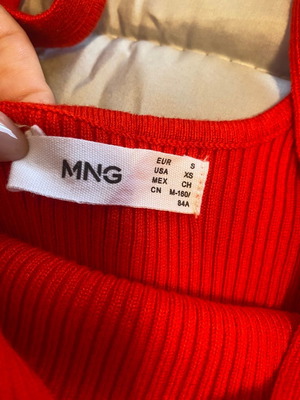 MNG
EUR S
USA XS
MEX CH
CN M-160/
84A